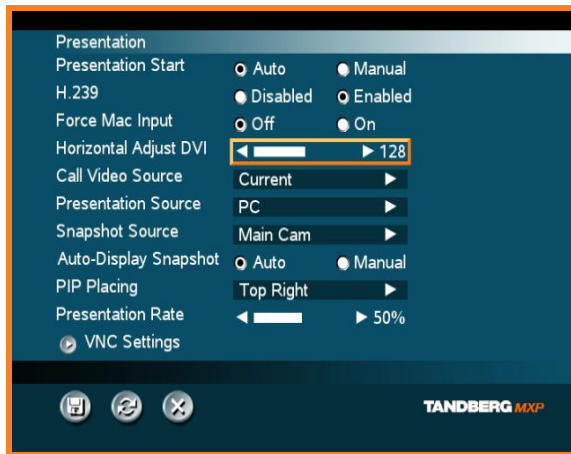 Presentation
Presentation Start Auto Manual
H.239 Disabled Enabled
Force Mac Input Off On
Horizontal Adjust DVI 128
Call Video Source Current
Presentation Source PC
Snapshot Source Main Cam
Auto-Display Snapshot Auto Manual
PIP Placing Top Right
Presentation Rate 50%
VNC Settings
TANDBERG MXP